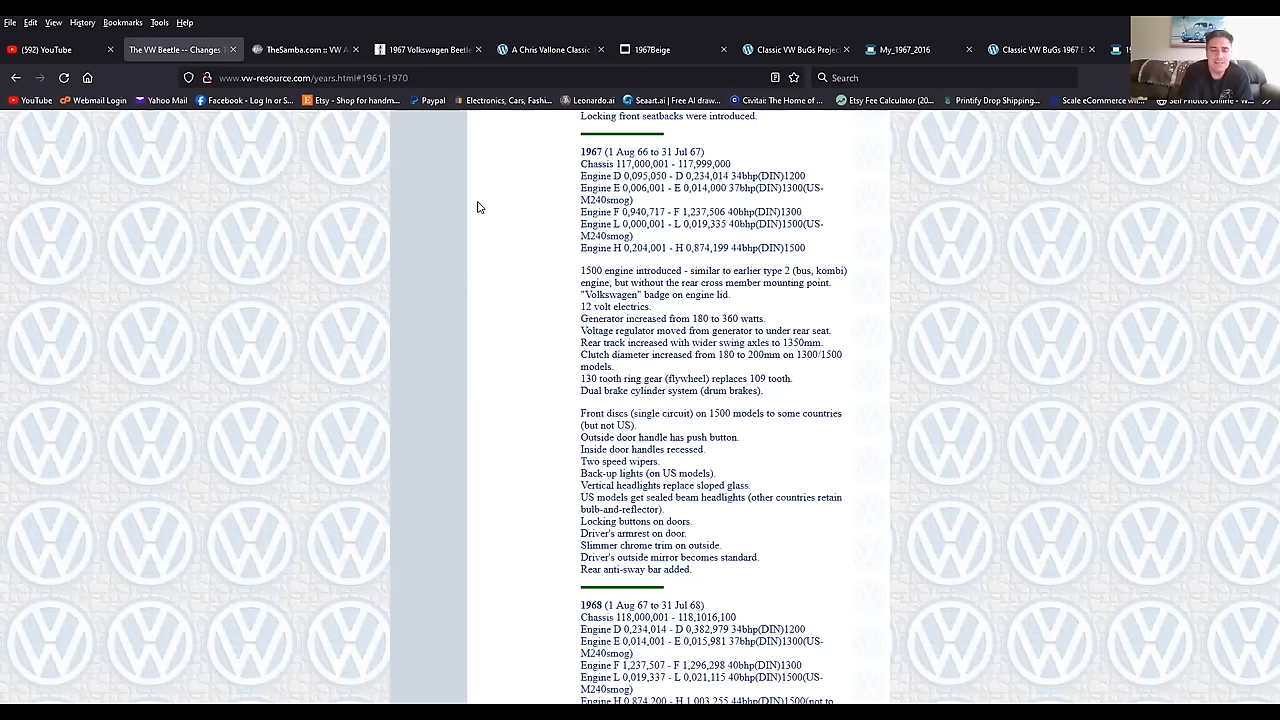 File Edit View History Bookmarks Tools Help
(592) YouTube
The VW Beetle -- Changes
TheSamba.com :: VW A
1967 Volkswagen Beetle
A Chris Vallone Classic
1967Beige
Classic VW BuGs Projec
My_1967_2016
Classic VW BuGs 1967
www.vw-resource.com/years.html#1961-1970
Search
YouTube Webmail Login Yahoo Mail Facebook - Log In or S... Etsy - Shop for handm... Paypal Electronics, Cars, Fashi... Leonardo.ai Seaart.ai | Free AI draw... Civitai: The Home of ... Etsy Fee Calculator (20... Printify Drop Shipping,... Scale eCommerce wi... Sell Photos Online -
Locking front seatbacks were introduced.
1967 (1 Aug 66 to 31 Jul 67)
Chassis 117,000,001 - 117,999,000
Engine D 0,095,050 - D 0,234,014 34bhp(DIN)1200
Engine E 0,006,001 - E 0,014,000 37bhp(DIN)1300(US-
M240smog)
Engine F 0,940,717 - F 1,237,506 40bhp(DIN)1300
Engine L 0,000,001 - L 0,019,335 40bhp(DIN)1500(US-
M240smog)
Engine H 0,204,001 - H 0,874,199 44bhp(DIN)1500
1500 engine introduced - similar to earlier type 2 (bus, kombi)
engine, but without the rear cross member mounting point.
"Volkswagen" badge on engine lid.
12 volt electrics.
Generator increased from 180 to 360 watts.
Voltage regulator moved from generator to under rear seat.
Rear track increased with wider swing axles to 1350mm.
Clutch diameter increased from 180 to 200mm on 1300/1500
models.
130 tooth ring gear (flywheel) replaces 109 tooth.
Dual brake cylinder system (drum brakes).
Front discs (single circuit) on 1500 models to some countries
(but not US).
Outside door handle has push button.
Inside door handles recessed.
Two speed wipers.
Back-up lights (on US models).
Vertical headlights replace sloped glass.
US models get sealed beam headlights (other countries retain
bulb-and-reflector).
Locking buttons on doors.
Driver's armrest on door.
Slimmer chrome trim on outside.
Driver's outside mirror becomes standard.
Rear anti-sway bar added.
1968 (1 Aug 67 to 31 Jul 68)
Chassis 118,000,001 - 118,1016,100
Engine D 0,234,014 - D 0,382,979 34bhp(DIN)1200
Engine E 0,014,001 - E 0,015,981 37bhp(DIN)1300(US-
M240smog)
Engine F 1,237,507 - F 1,296,298 40bhp(DIN)1300
Engine L 0,019,337 - L 0,021,115 40bhp(DIN)1500(US-
M240smog)
Engine H 0,874,200 - H 1,003,255 44bhp(DIN)1500(not to